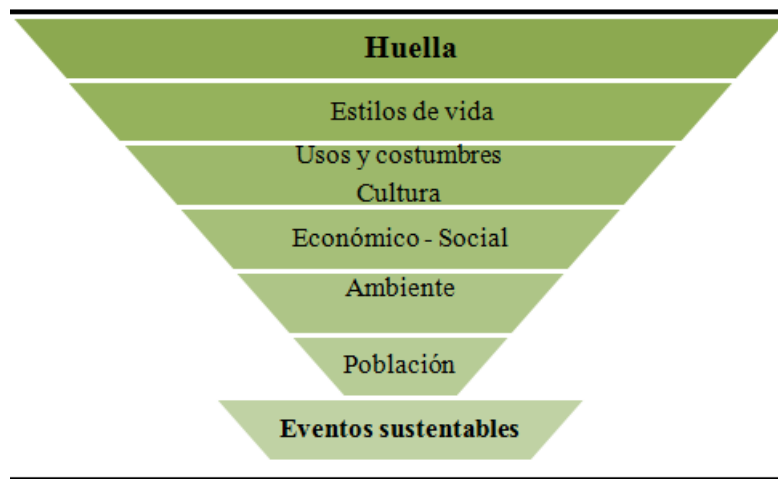 Huella
Estilos de vida
Usos y costumbres
Cultura
Económico - Social
Ambiente
Población
Eventos sustentables